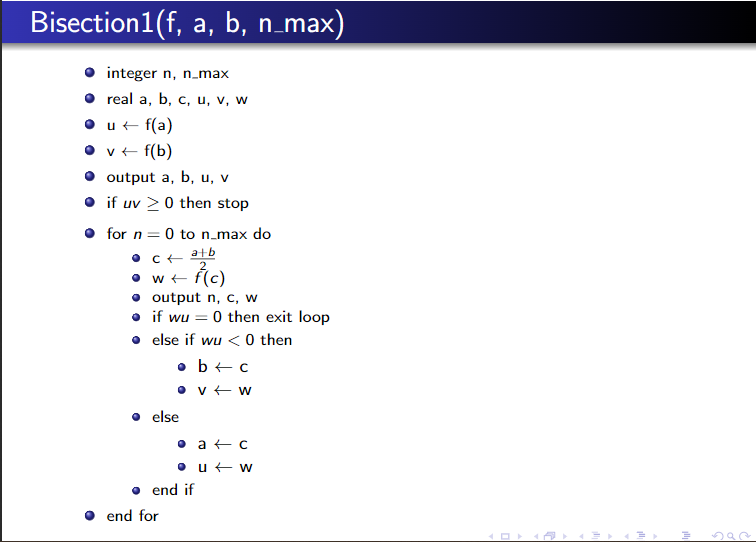 Bisection1(f, a, b, n_max)
integer n, n_max
real a, b, c, u, v, w
u ← f(a)
v ← f(b)
output a, b, u, v
if uv ≥ 0 then stop
for n = 0 to n_max do
c ← a+b/2
w ← f(c)
output n, c, w
if wu = 0 then exit loop
else if wu < 0 then
b ← c
v ← w
else
a ← c
u ← w
end if
end for